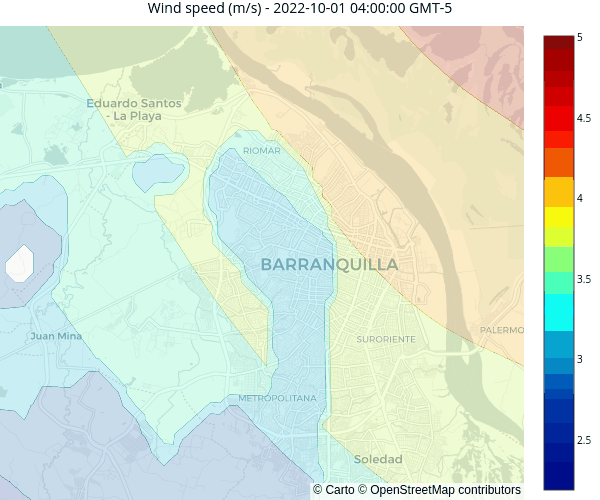 Wind speed (m/s) - 2022-10-01 04:00:00 GMT-5
Eduardo Santos
- La Playa
RIOMAR
BARRANQUILLA
Juan Mina
SURORIENTE
PALERMO
METROPOLITANA
Soledad
© Carto © OpenStreetMap contributors
5
4.5
4
3.5
3
2.5